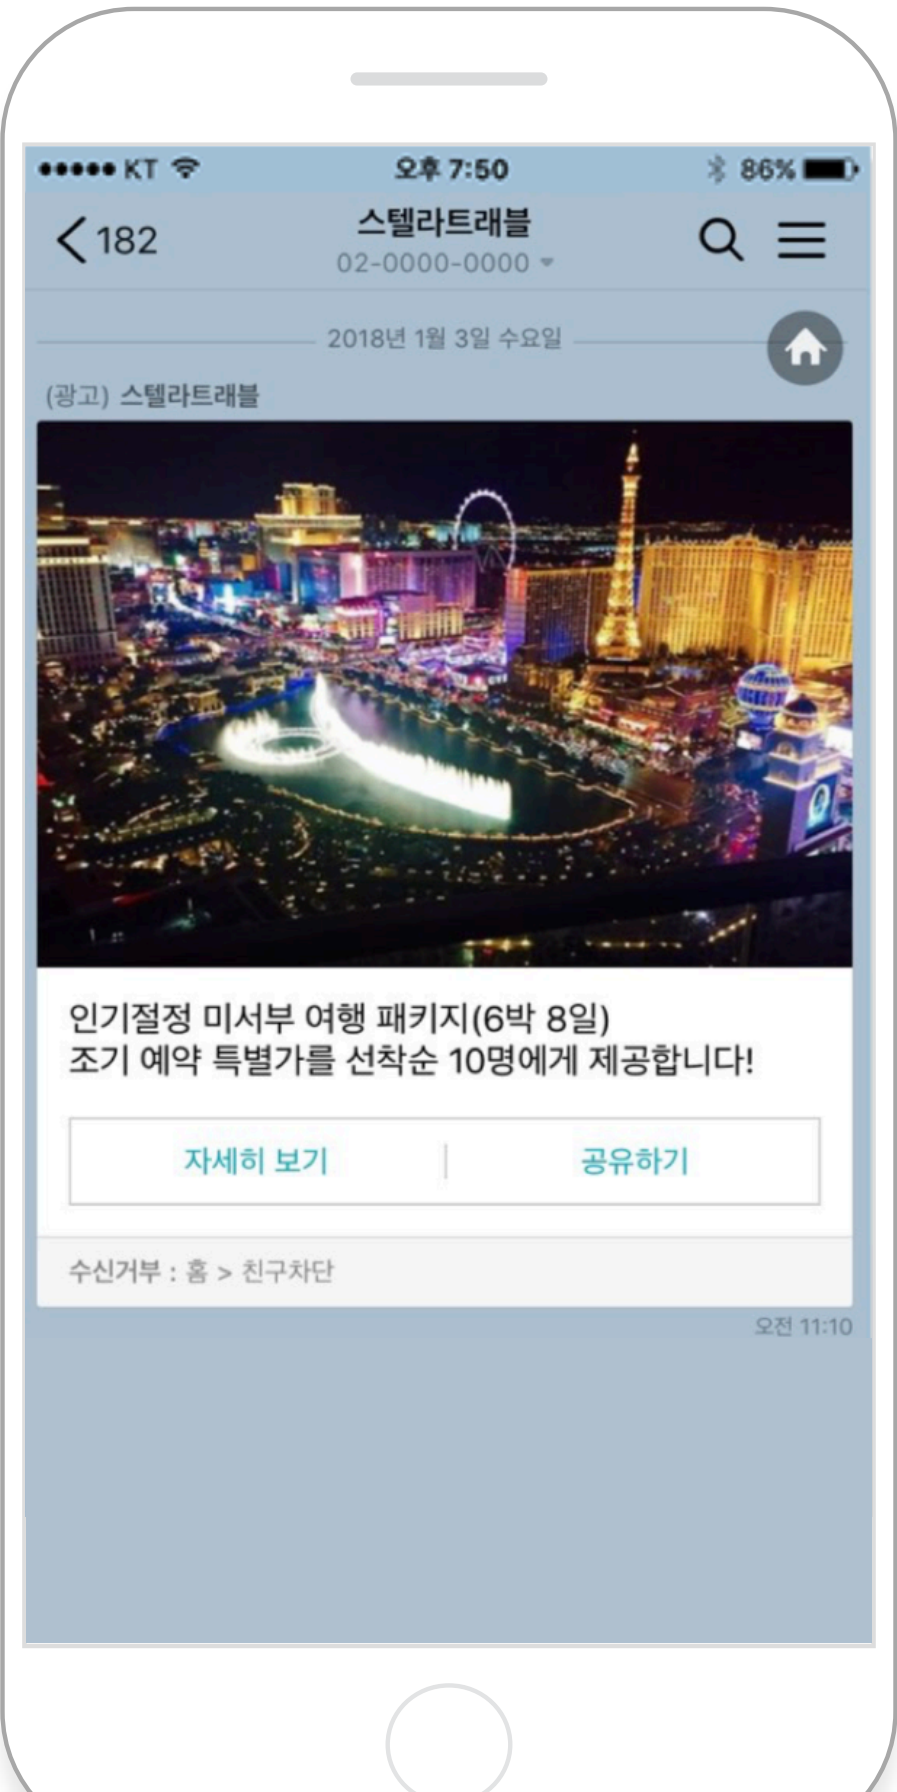 KT
오후 7:50
86%
182
스텔라트래블
02-0000-0000
2018년 1월 3일 수요일
(광고) 스텔라트래블
인기절정 미서부 여행 패키지(6박 8일)
조기 예약 특별가를 선착순 10명에게 제공합니다!
자세히 보기
공유하기
수신거부 : 홈 > 친구차단
오전 11:10